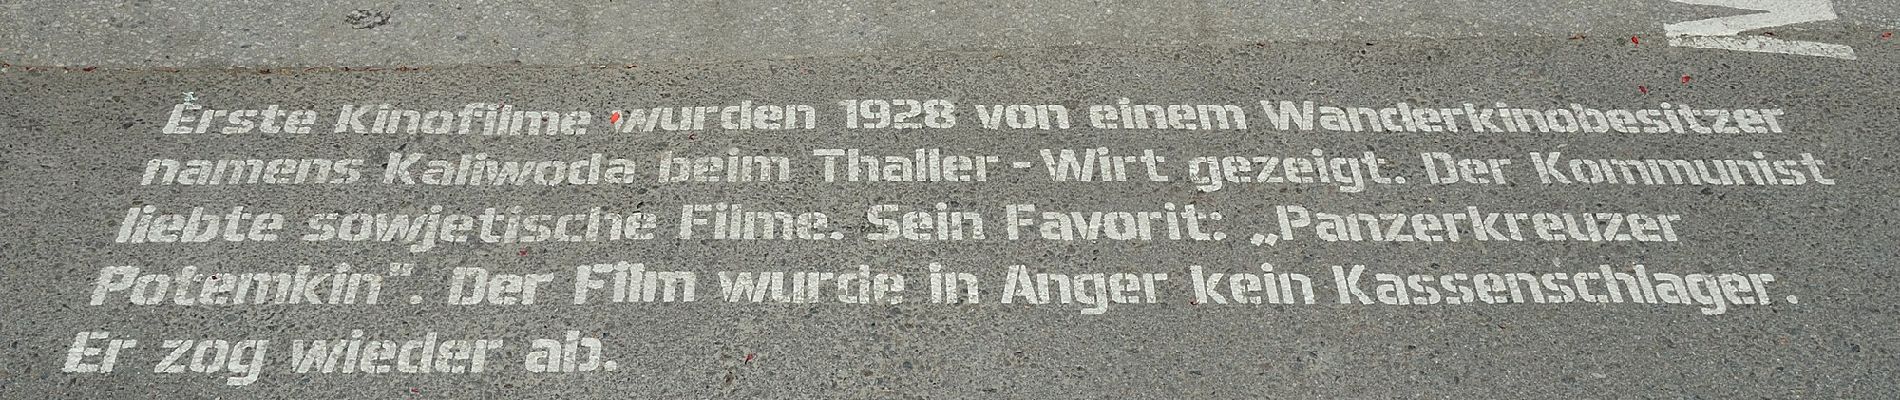 Erste Kinofilme wurden 1928 von einem Wanderkinobesitzer
namens Kaliwoda beim Thaller - Wirt gezeigt. Der Kommunist
liebte sowjetische Filme. Sein Favorit: „Panzerkreuzer
Potemkin". Der Film wurde in Anger kein Kassenschlager.
Er zog wieder ab.